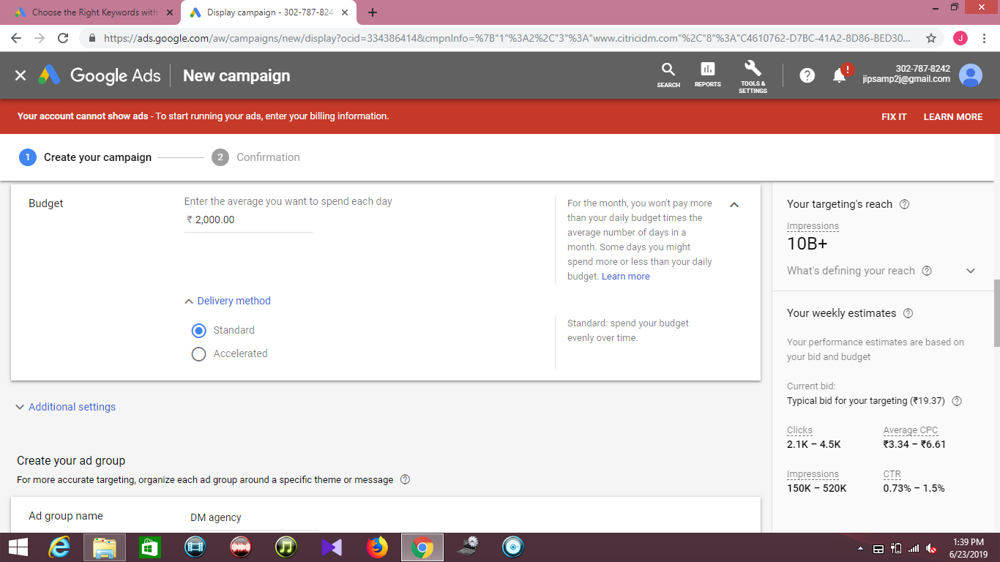 Choose the Right Keywords with
Display campaign - 302-787-824
https://ads.google.com/aw/campaigns/new/display?ocid=334386414&cmpnInfo=%7B"1"%3A2%2C"3"%3A"www.citricidm.com"%2C"8"%3A"C4610762-D7BC-41A2-8D86-BED30...
J
Google Ads
New campaign
SEARCH
REPORTS
TOOLS &
SETTINGS
302-787-8242
jipsamp2j@gmail.com
Your account cannot show ads - To start running your ads, enter your billing information.
FIX IT
LEARN MORE
1 Create your campaign
2 Confirmation
Budget
Enter the average you want to spend each day
₹ 2,000.00
For the month, you won't pay more
than your daily budget times the
average number of days in a
month. Some days you might
spend more or less than your daily
budget. Learn more
Delivery method
Standard
Accelerated
Standard: spend your budget
evenly over time.
Additional settings
Create your ad group
For more accurate targeting, organize each ad group around a specific theme or message
Ad group name
DM agency
Your targeting's reach
Impressions
10B+
What's defining your reach
Your weekly estimates
Your performance estimates are based on
your bid and budget
Current bid:
Typical bid for your targeting (₹19.37)
Clicks
Average CPC
2.1K – 4.5K
₹3.34 – ₹6.61
Impressions
CTR
150K – 520K
0.73% – 1.5%
1:39 PM
6/23/2019